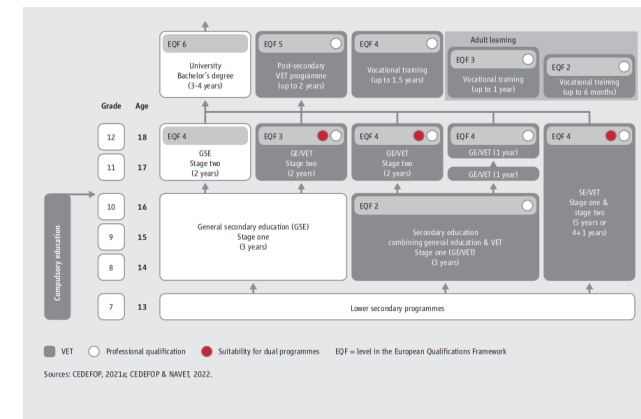 Adult learning
EQF 6
University
Bachelor's degree
(3-4 years)
EQF 5
Post-secondary
VET programme
(up to 2 years)
EQF 4
Vocational training
(up to 1.5 years)
EQF 3
Vocational training
(up to 1 year)
EQF 2
Vocational training
(up to 6 months)
Grade Age
12 18
11 17
10 16
9 15
8 14
7 13
Compulsory education
EQF 4
GSE
Stage two
(2 years)
EQF 3
GE/VET
Stage two
(2 years)
EQF 4
GE/VET
Stage two
(2 years)
EQF 4
GE/VET (1 year)
GE/VET (1 year)
EQF 4
SE/VET
Stage one &
stage two
(5 years or
4+1 years)
General secondary education (GSE)
Stage one
(3 years)
EQF 2
Secondary education
combining general education & VET
Stage one (GE/VET)
(3 years)
Lower secondary programmes
VET Professional qualification Suitability for dual programmes EQF = level in the European Qualifications Framework
Sources: CEDEFOP, 2021a; CEDEFOP & NAVET, 2022.